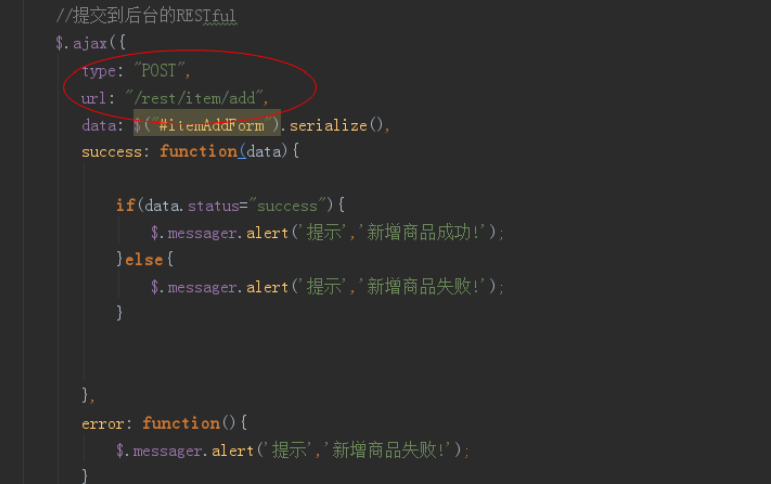 //提交到后台的RESTful
$.ajax({
type: "POST",
url: "/rest/item/add",
data: $("#itemAddForm").serialize(),
success: function(data){
if(data.status="success"){
$.messager.alert('提示','新增商品成功!');
}else{
$.messager.alert('提示','新增商品失败!');
}
},
error: function(){
$.messager.alert('提示','新增商品失败!');
}